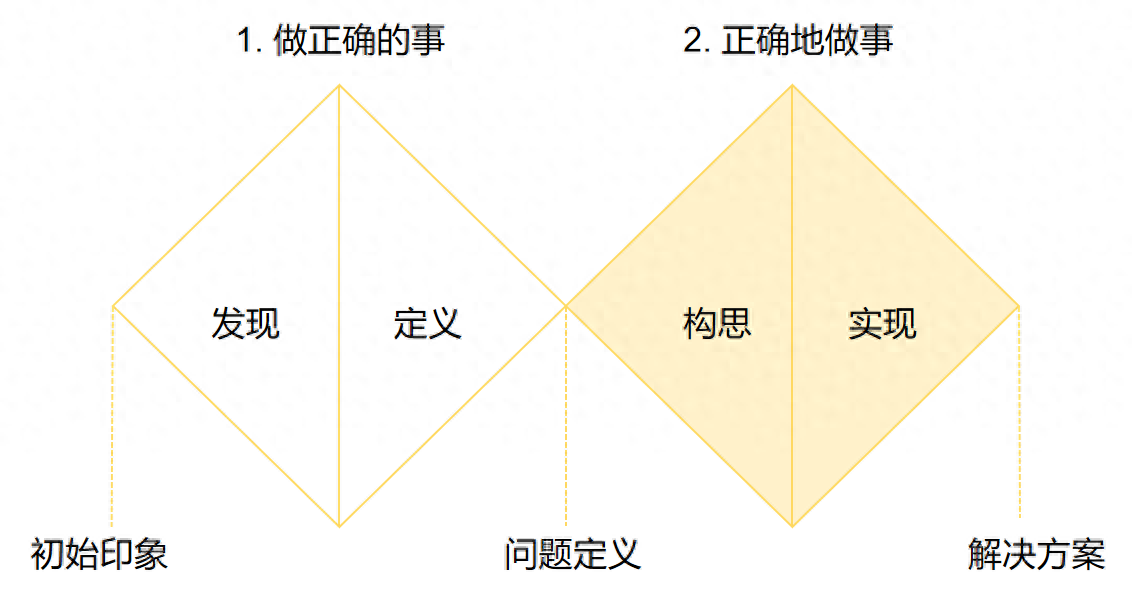 1. 做正确的事
2. 正确地做事
发现
定义
构思
实现
初始印象
问题定义
解决方案